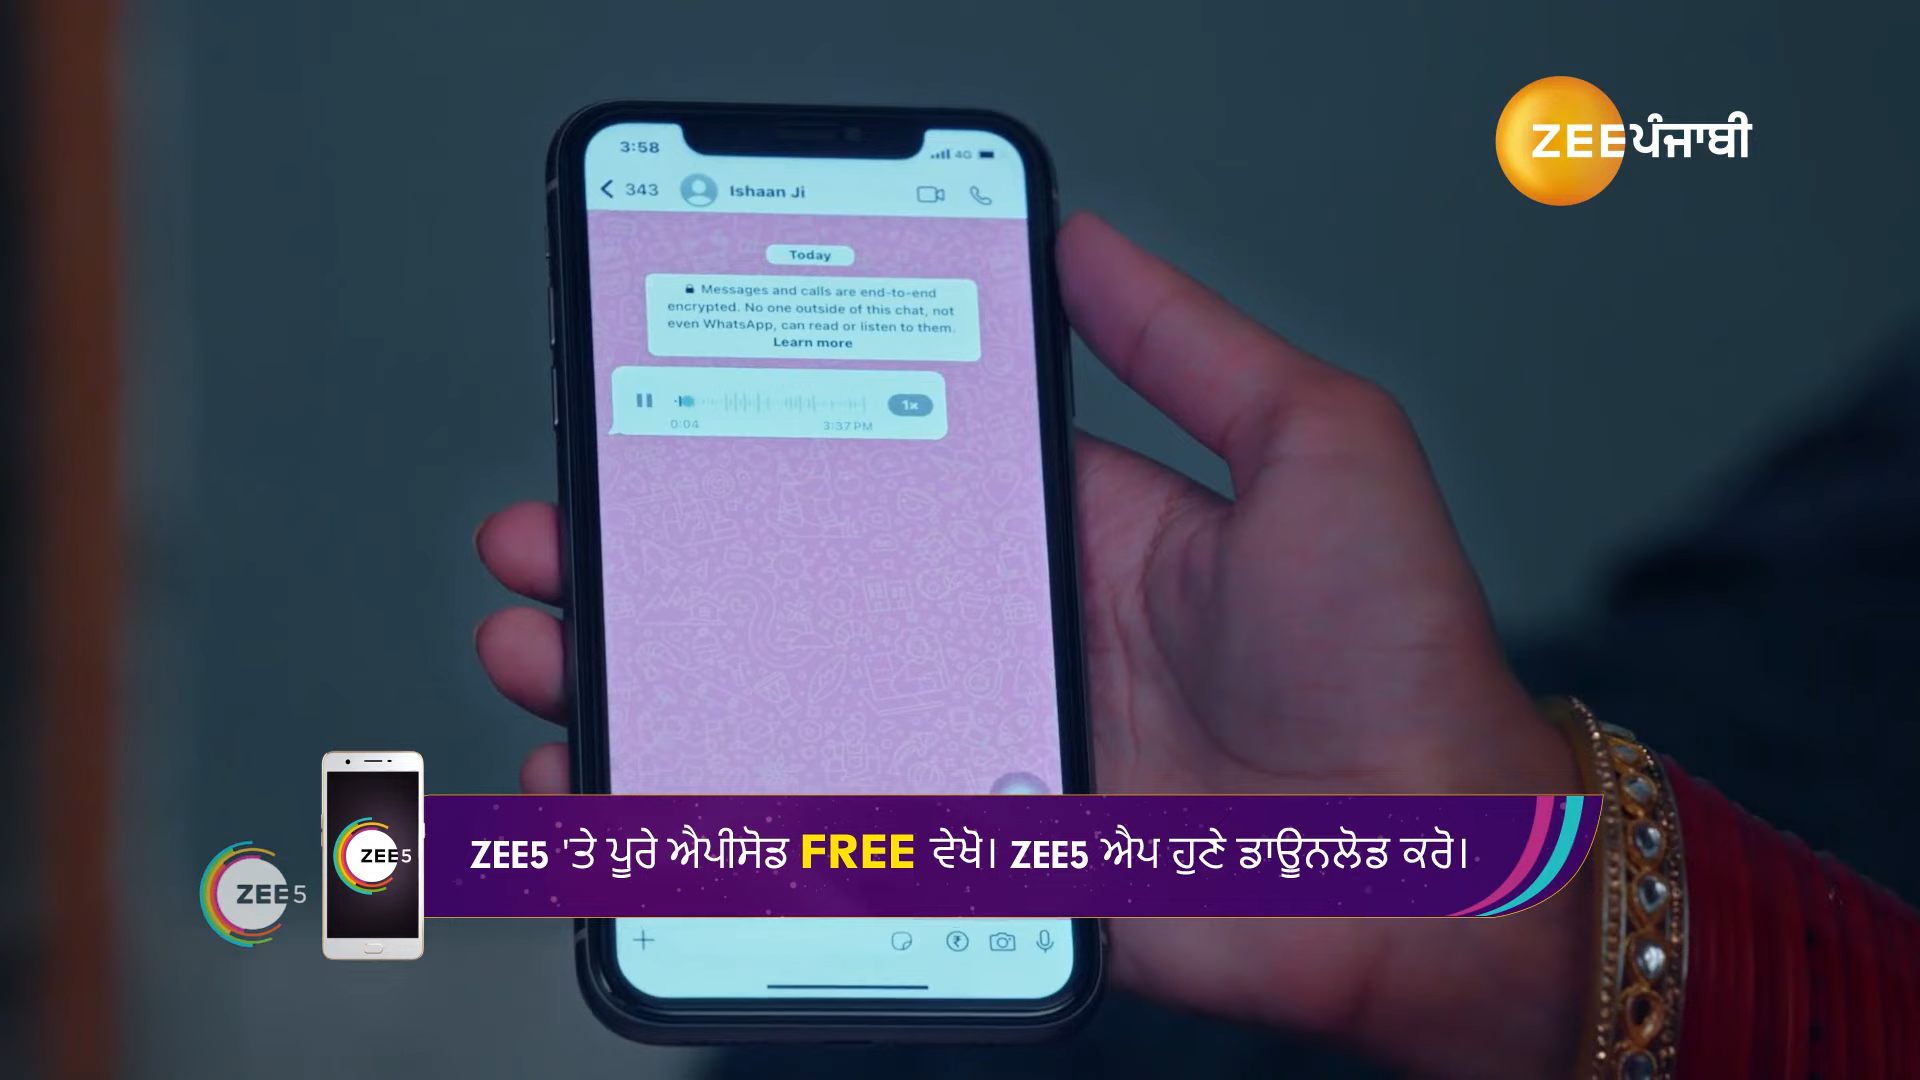 ZEE ਪੰਜਾਬੀ
3:58
4G
343
Ishaan Ji
Today
Messages and calls are end-to-end
encrypted. No one outside of this chat, not
even WhatsApp, can read or listen to them.
Learn more
1x
0:04
3:37 PM
ZEE5
ZEE5
ZEE5 'ਤੇ ਪੂਰੇ ਐਪੀਸੋਡ FREE ਵੇਖੋ। ZEE5 ਐਪ ਹੁਣੇ ਡਾਊਨਲੋਡ ਕਰੋ।
₹